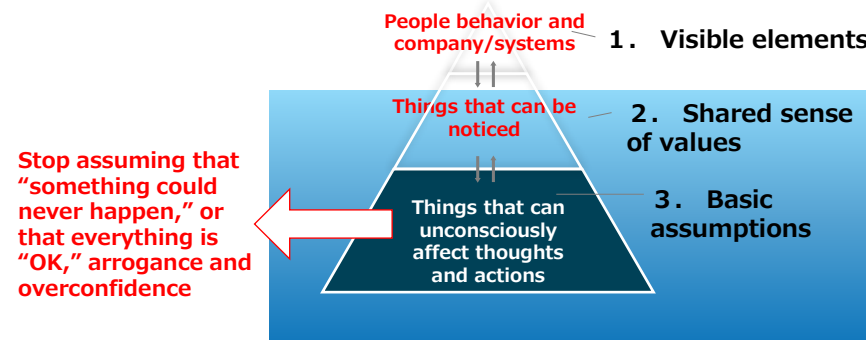 People behavior and
company/systems
1． Visible elements
Things that can be
noticed
2． Shared sense
of values
Stop assuming that
“something could
never happen,” or
that everything is
“OK,” arrogance and
overconfidence
Things that can
unconsciously
affect thoughts
and actions
3． Basic
assumptions